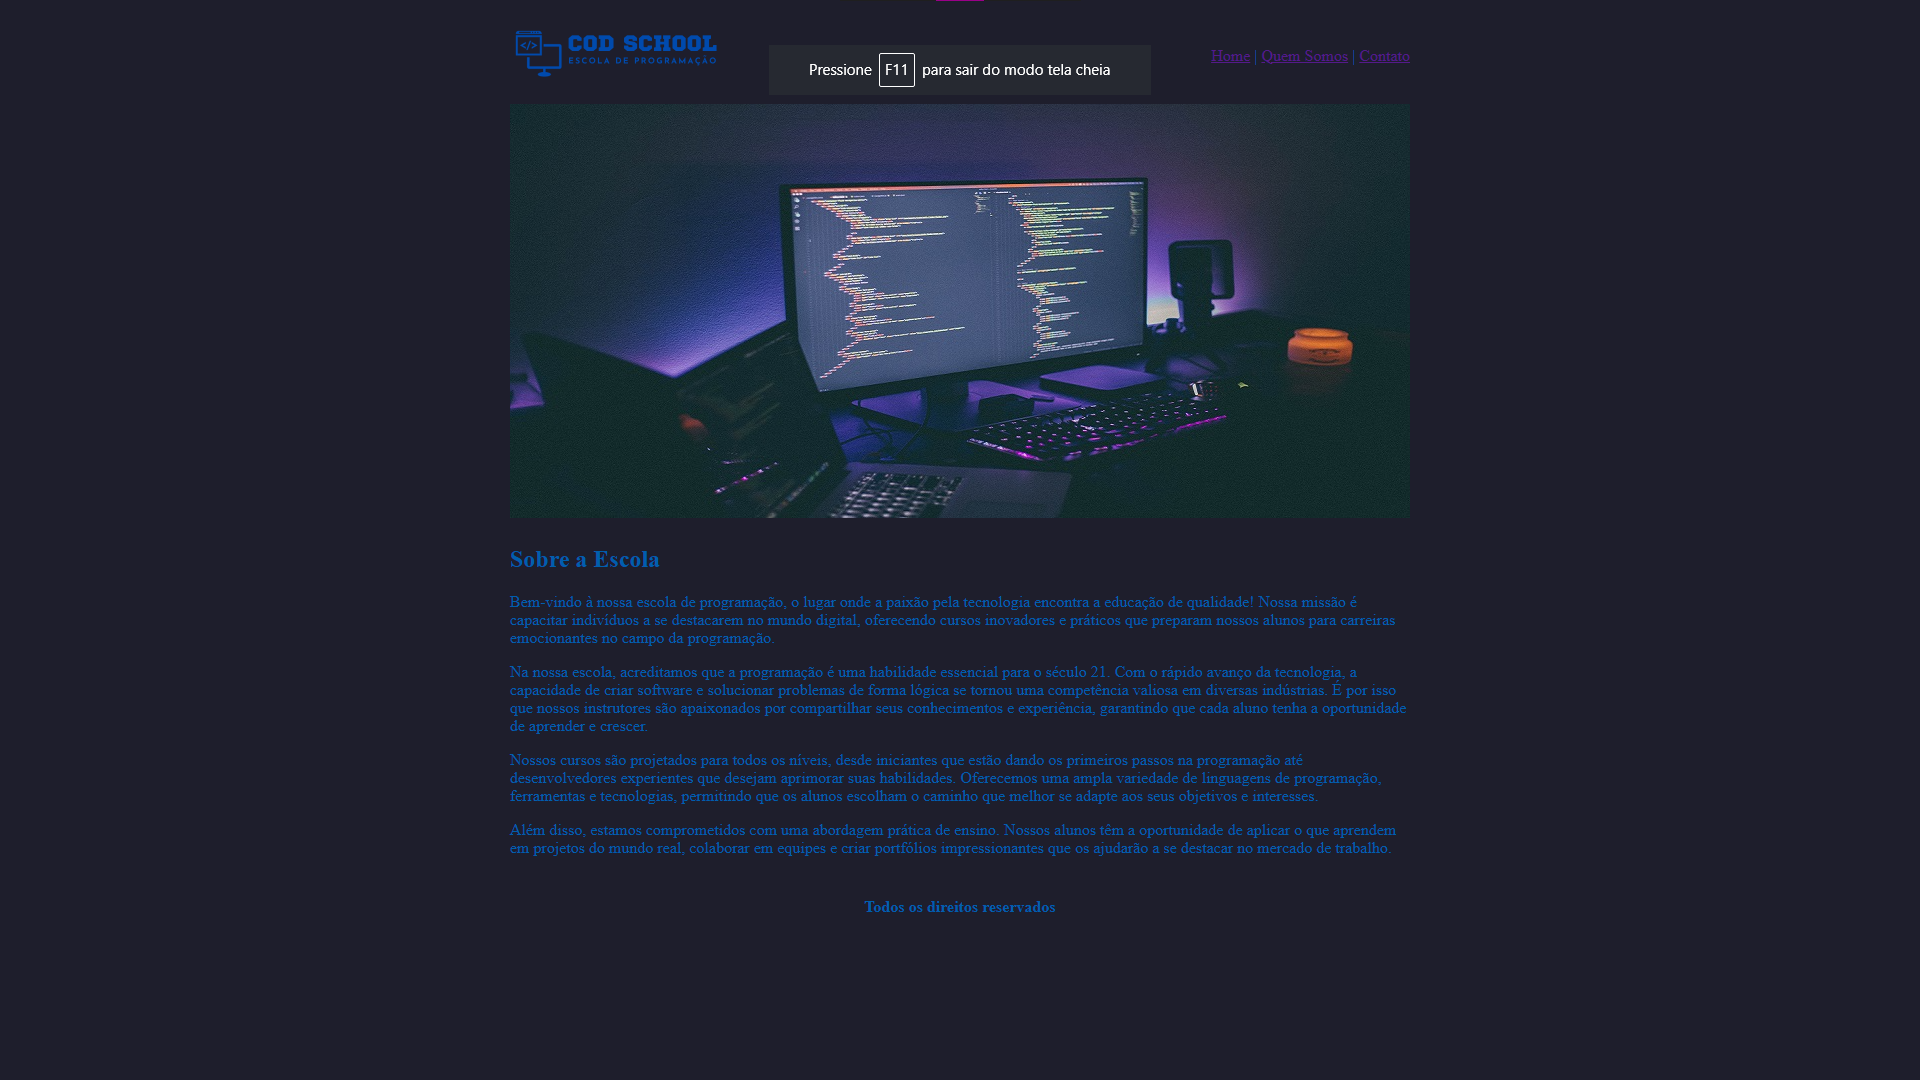 </>
COD SCHOOL
ESCOLA DE PROGRAMAÇÃO
Pressione F11 para sair do modo tela cheia
Home | Quem Somos | Contato
Sobre a Escola
Bem-vindo à nossa escola de programação, o lugar onde a paixão pela tecnologia encontra a educação de qualidade! Nossa missão é
capacitar indivíduos a se destacarem no mundo digital, oferecendo cursos inovadores e práticos que preparam nossos alunos para carreiras
emocionantes no campo da programação.
Na nossa escola, acreditamos que a programação é uma habilidade essencial para o século 21. Com o rápido avanço da tecnologia, a
capacidade de criar software e solucionar problemas de forma lógica se tornou uma competência valiosa em diversas indústrias. É por isso
que nossos instrutores são apaixonados por compartilhar seus conhecimentos e experiência, garantindo que cada aluno tenha a oportunidade
de aprender e crescer.
Nossos cursos são projetados para todos os níveis, desde iniciantes que estão dando os primeiros passos na programação até
desenvolvedores experientes que desejam aprimorar suas habilidades. Oferecemos uma ampla variedade de linguagens de programação,
ferramentas e tecnologias, permitindo que os alunos escolham o caminho que melhor se adapte aos seus objetivos e interesses.
Além disso, estamos comprometidos com uma abordagem prática de ensino. Nossos alunos têm a oportunidade de aplicar o que aprendem
em projetos do mundo real, colaborar em equipes e criar portfólios impressionantes que os ajudarão a se destacar no mercado de trabalho.
Todos os direitos reservados